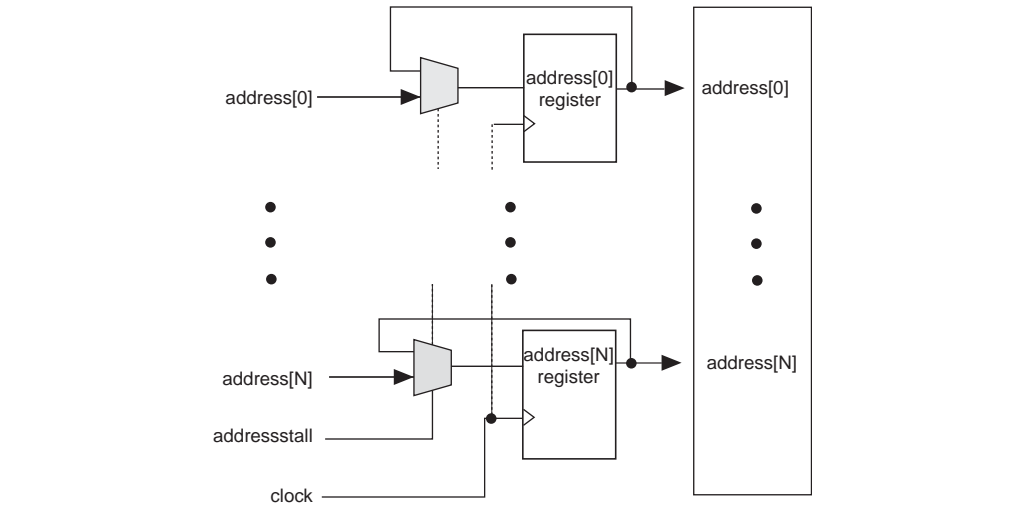 address[0]
address[0]
register
address[0]
address[N]
address[N]
register
address[N]
addressstall
clock